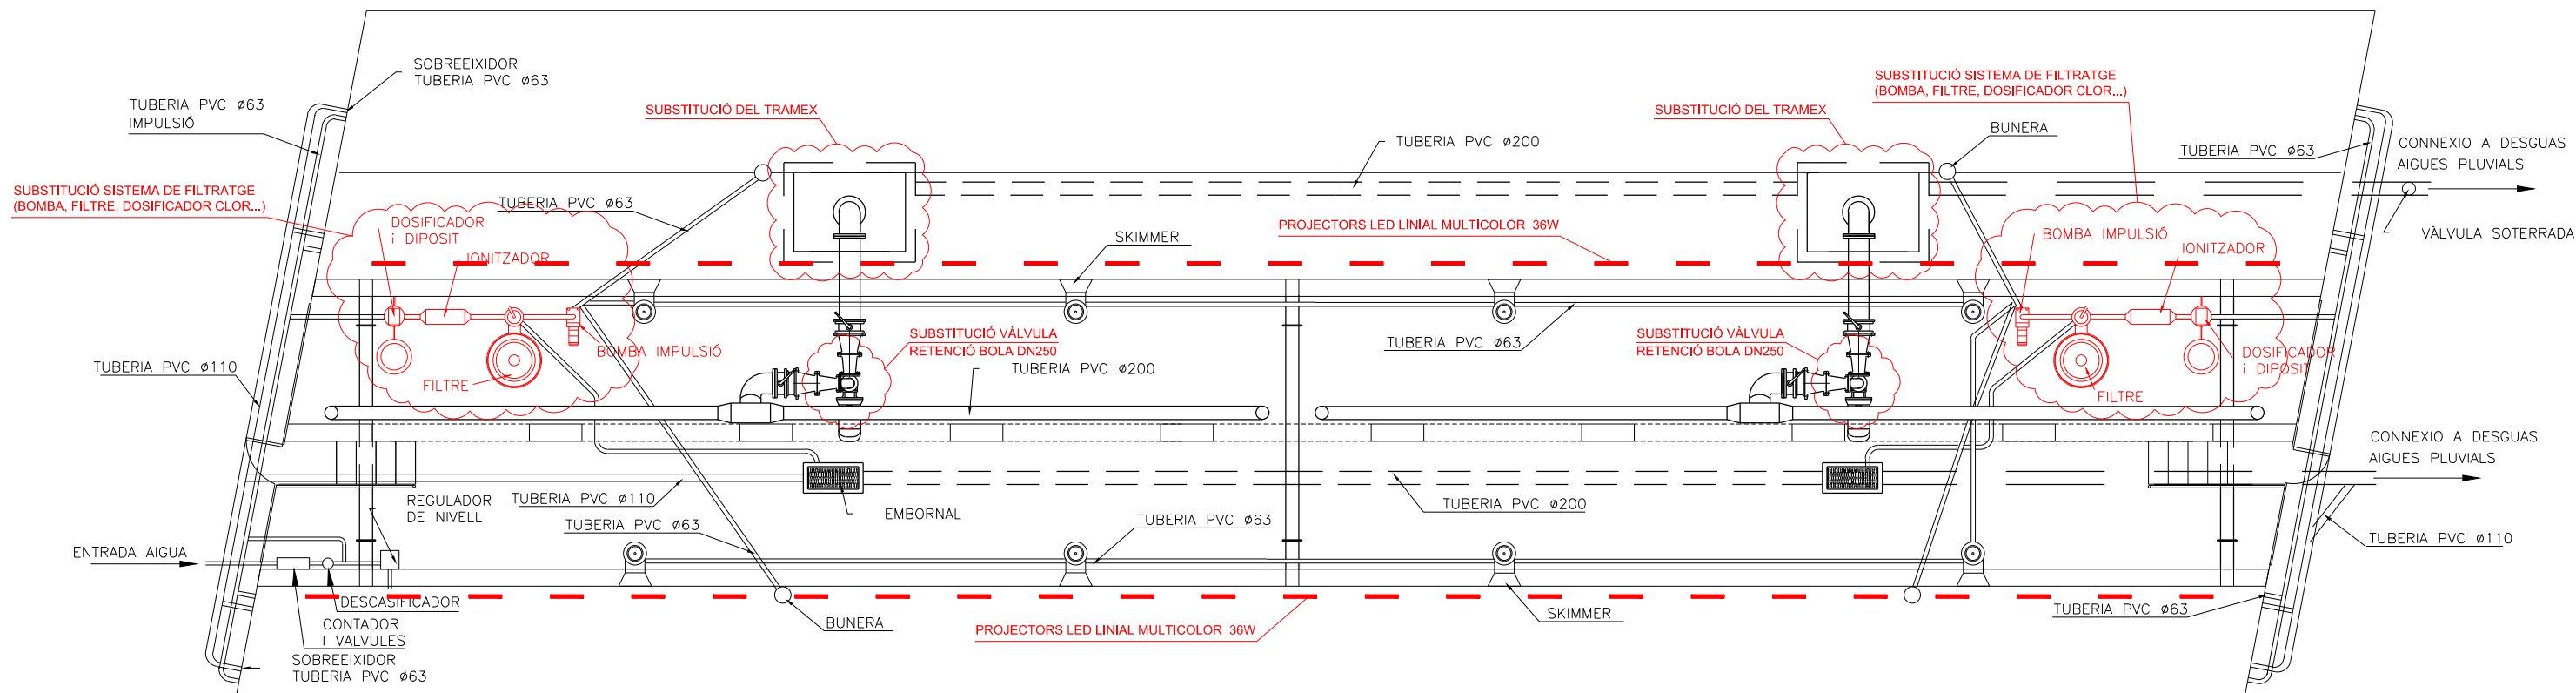 SOBREEIXIDOR
TUBERIA PVC ø63
TUBERIA PVC ø63
IMPULSIÓ
SUBSTITUCIÓ DEL TRAMEX
TUBERIA PVC ø200
SUBSTITUCIÓ DEL TRAMEX
SUBSTITUCIÓ SISTEMA DE FILTRATGE
(BOMBA, FILTRE, DOSIFICADOR CLOR...)
BUNERA
TUBERIA PVC ø63
CONNEXIO A DESGUAS
AIGUES PLUVIALS
SUBSTITUCIÓ SISTEMA DE FILTRATGE
(BOMBA, FILTRE, DOSIFICADOR CLOR...)
TUBERIA PVC ø63
DOSIFICADOR
i DIPOSIT
IONITZADOR
SKIMMER
PROJECTORS LED LINIAL MULTICOLOR 36W
BOMBA IMPULSIÓ
IONITZADOR
VÀLVULA SOTERRADA
BOMBA IMPULSIÓ
SUBSTITUCIÓ VÀLVULA
RETENCIÓ BOLA DN250
TUBERIA PVC ø63
SUBSTITUCIÓ VÀLVULA
RETENCIÓ BOLA DN250
DOSIFICADOR
i DIPOSIT
TUBERIA PVC ø110
FILTRE
TUBERIA PVC ø200
FILTRE
CONNEXIO A DESGUAS
AIGUES PLUVIALS
REGULADOR
DE NIVELL
TUBERIA PVC ø110
EMBORNAL
TUBERIA PVC ø200
TUBERIA PVC ø63
TUBERIA PVC ø63
TUBERIA PVC ø110
ENTRADA AIGUA
DESCASIFICADOR
CONTADOR
I VALVULES
SOBREEIXIDOR
TUBERIA PVC ø63
BUNERA
PROJECTORS LED LINIAL MULTICOLOR 36W
SKIMMER
TUBERIA PVC ø63